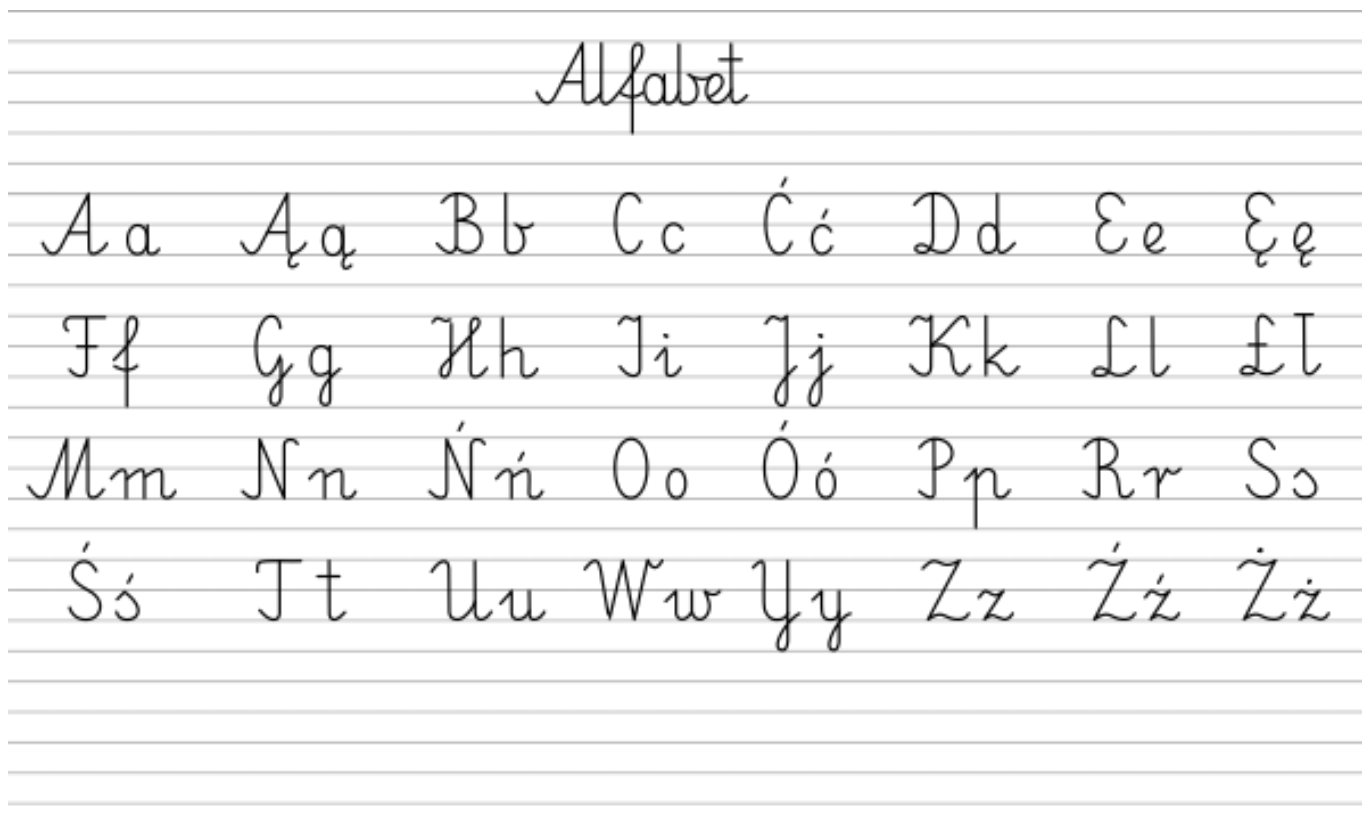 Alfabet
Aa Ąą Bb Cc Ćć Dd Ee Ęę
Ff Gg Hh Ii Jj Kk Ll Łł
Mm Nn Ńń Oo Óó Pp Rr Ss
Śś Tt Uu Ww Yy Zz Źź Żż